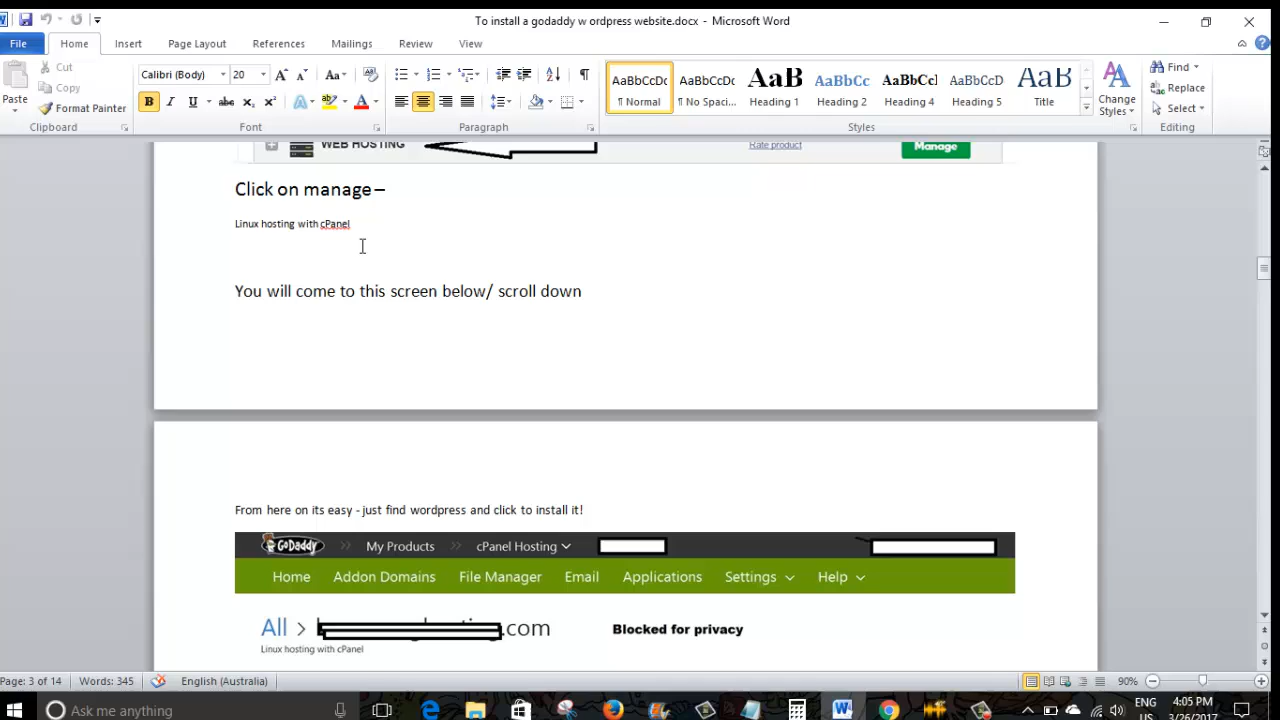 To install a godaddy w ordpress website.docx - Microsoft Word
File Home Insert Page Layout References Mailings Review View
Paste
Cut
Copy
Format Painter
Clipboard
Calibri (Body) 20
Font
Paragraph
AaBbCcDc AaBbCcDc AaB AaBbCc AaBbCcl AaBbCcD AaB
¶ Normal ¶ No Spaci... Heading 1 Heading 2 Heading 4 Heading 5 Title
Change Styles
Styles
Find
Replace
Select
Editing
WEB HOSTING Rate product Manage
Click on manage –
Linux hosting with cPanel
You will come to this screen below/ scroll down
From here on its easy - just find wordpress and click to install it!
GoDaddy My Products cPanel Hosting
Home Addon Domains File Manager Email Applications Settings Help
All > .com Blocked for privacy
Linux hosting with cPanel
Page: 3 of 14 Words: 345 English (Australia) 90%
Ask me anything
ENG 4:05 PM
US